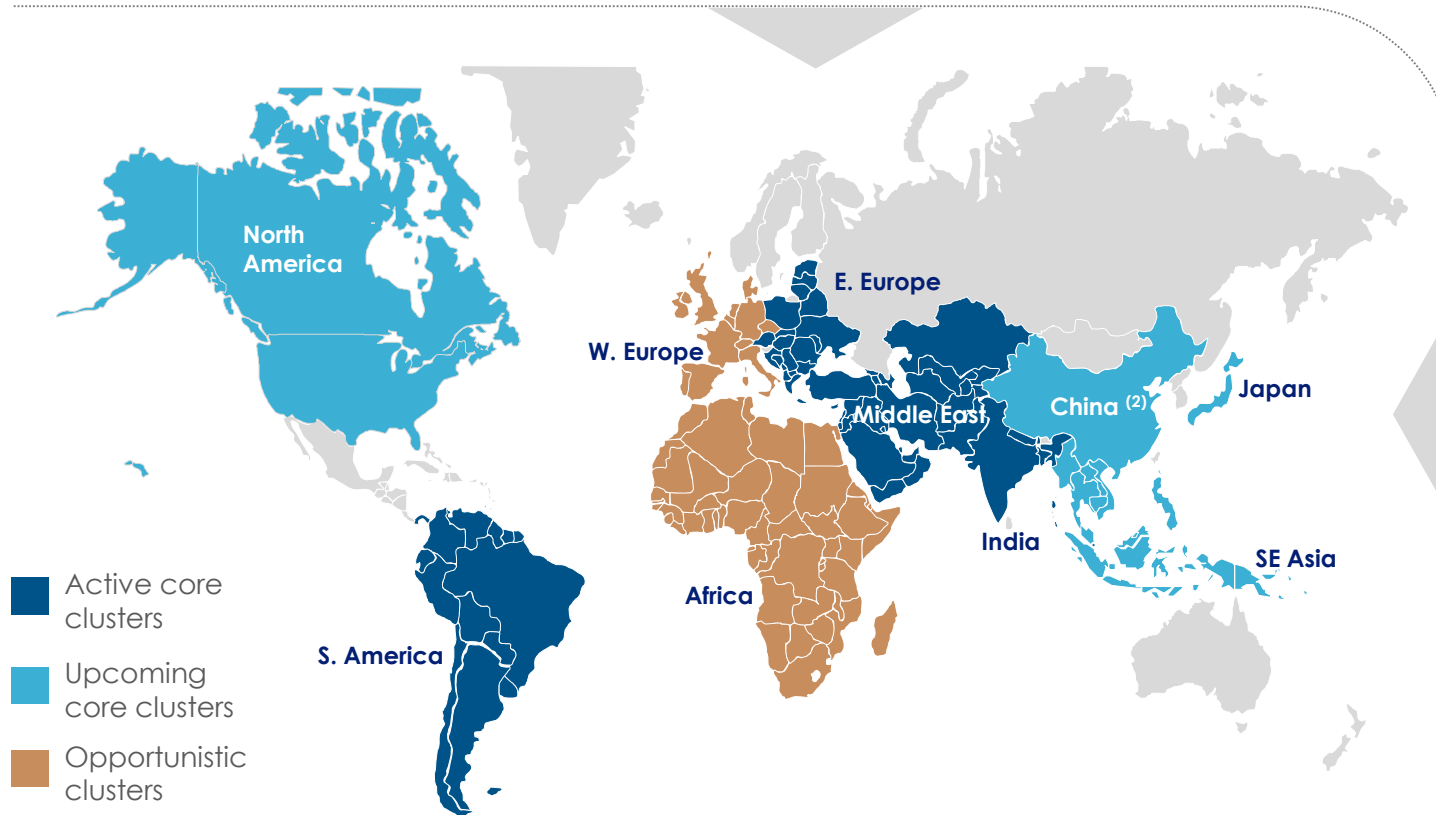 North
America
E. Europe
W. Europe
Middle East
China (2)
Japan
India
SE Asia
Africa
S. America
Active core
clusters
Upcoming
core clusters
Opportunistic
clusters